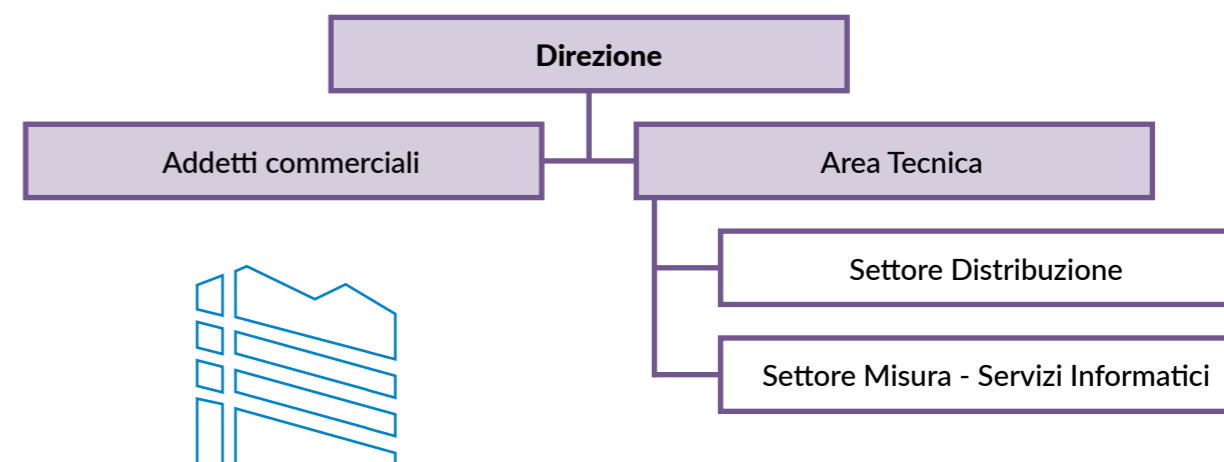 Direzione
Addetti commerciali
Area Tecnica
Settore Distribuzione
Settore Misura - Servizi Informatici